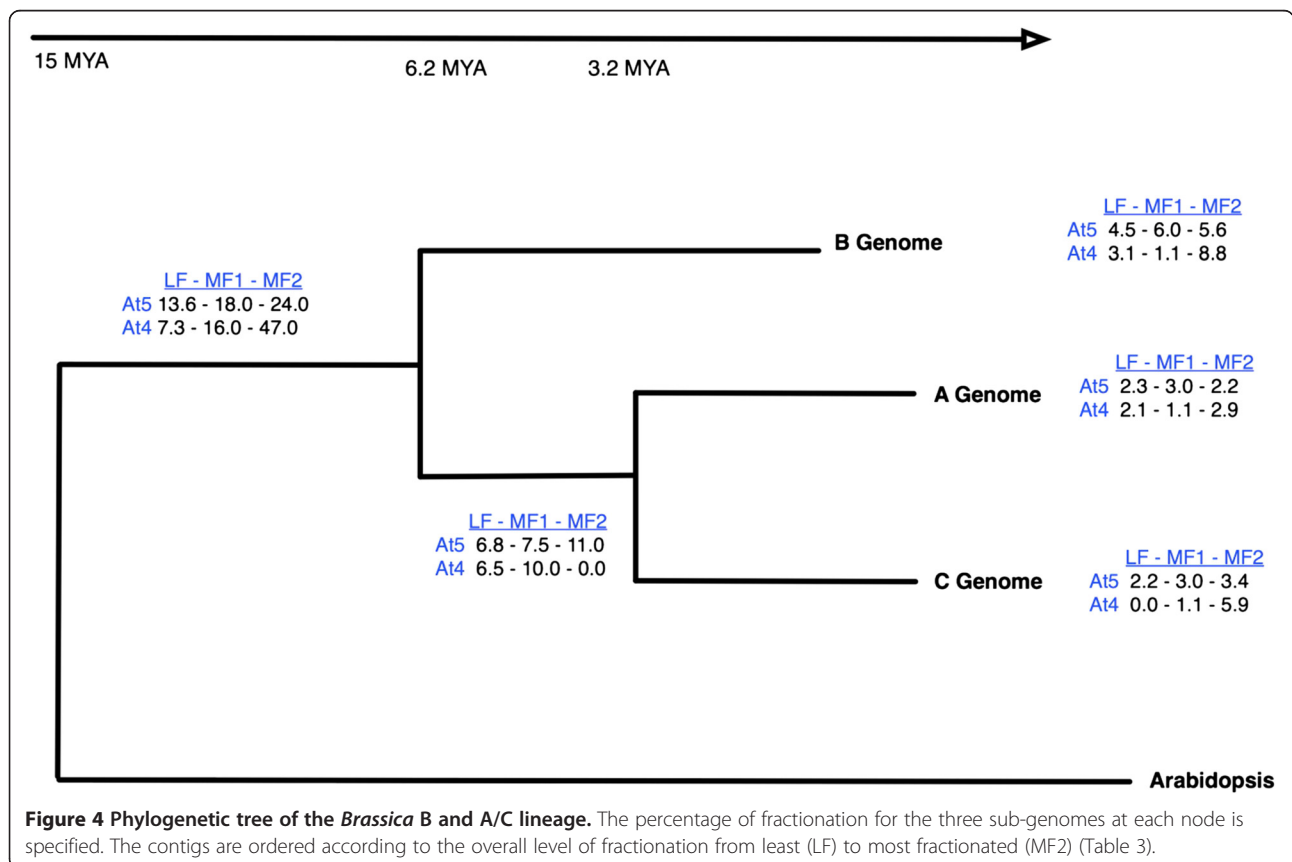 15 MYA
6.2 MYA
3.2 MYA
LF - MF1 - MF2
At5 4.5 - 6.0 - 5.6
At4 3.1 - 1.1 - 8.8
B Genome
LF - MF1 - MF2
At5 13.6 - 18.0 - 24.0
At4 7.3 - 16.0 - 47.0
LF - MF1 - MF2
At5 2.3 - 3.0 - 2.2
At4 2.1 - 1.1 - 2.9
A Genome
LF - MF1 - MF2
At5 6.8 - 7.5 - 11.0
At4 6.5 - 10.0 - 0.0
LF - MF1 - MF2
At5 2.2 - 3.0 - 3.4
At4 0.0 - 1.1 - 5.9
C Genome
Arabidopsis
Figure 4 Phylogenetic tree of the Brassica B and A/C lineage. The percentage of fractionation for the three sub-genomes at each node is
specified. The contigs are ordered according to the overall level of fractionation from least (LF) to most fractionated (MF2) (Table 3).